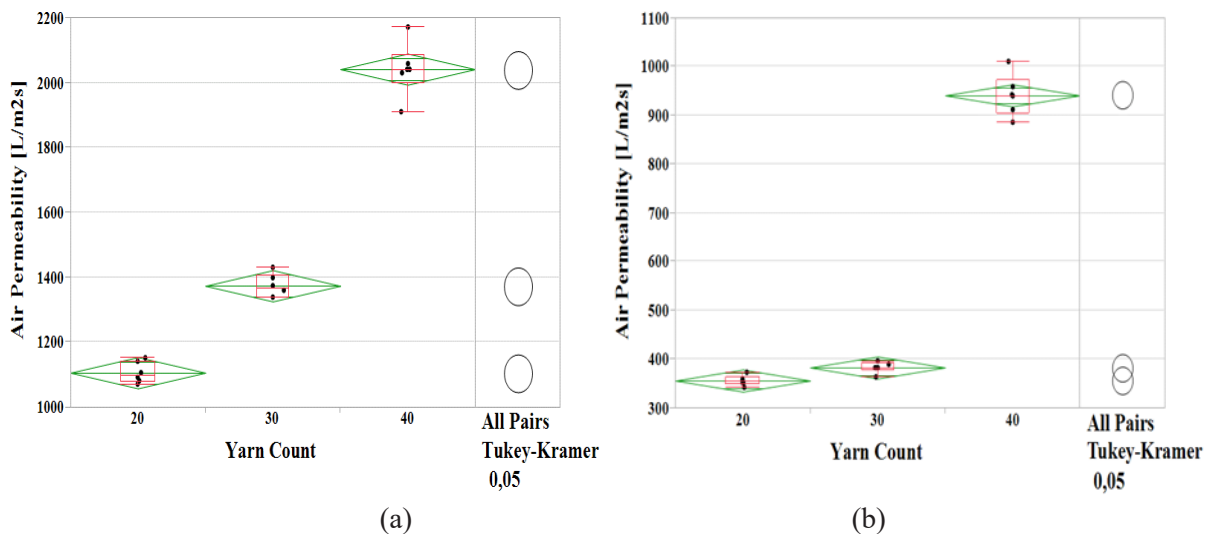 Air Permeability [L/m2s]
2200
2000
1800
1600
1400
1200
1000
20
30
40
Yarn Count
All Pairs
Tukey-Kramer
0,05
(a)
Air Permeability [L/m2s]
1100
1000
900
800
700
600
500
400
300
20
30
40
Yarn Count
All Pairs
Tukey-Kramer
0,05
(b)